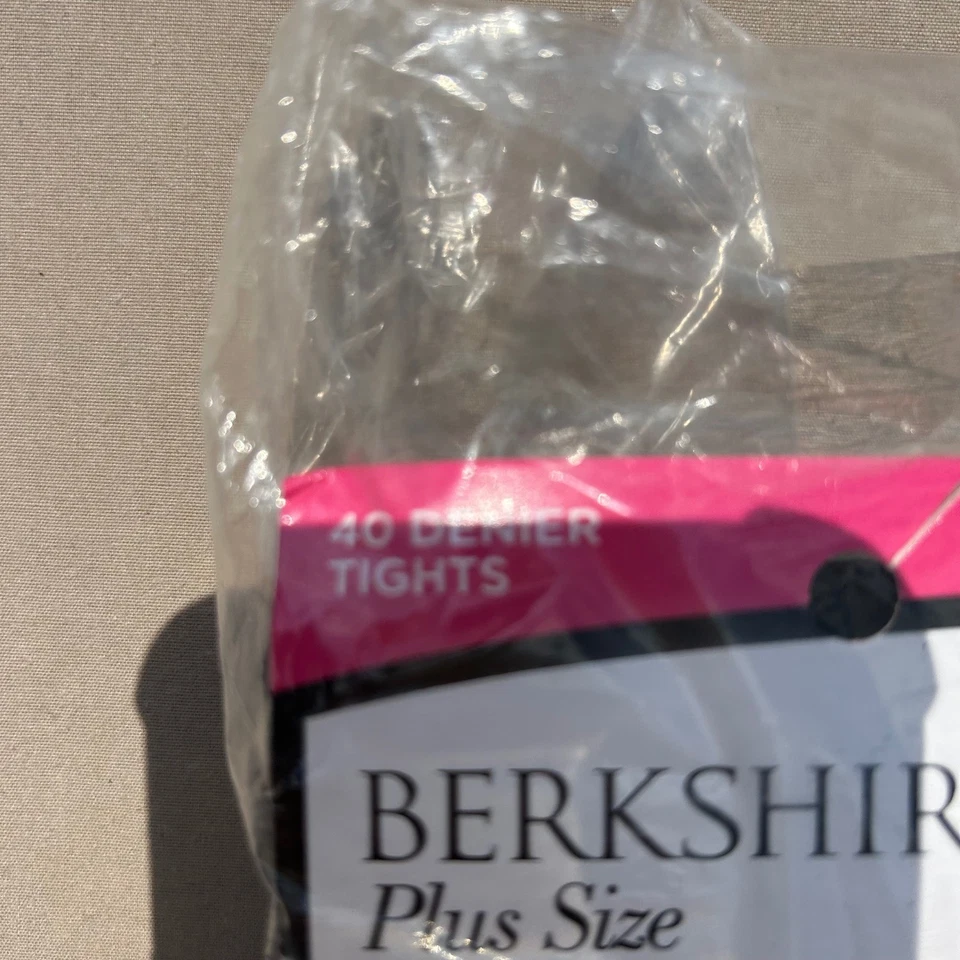 40 DENIER
TIGHTS
BERKSHIR
Plus Size